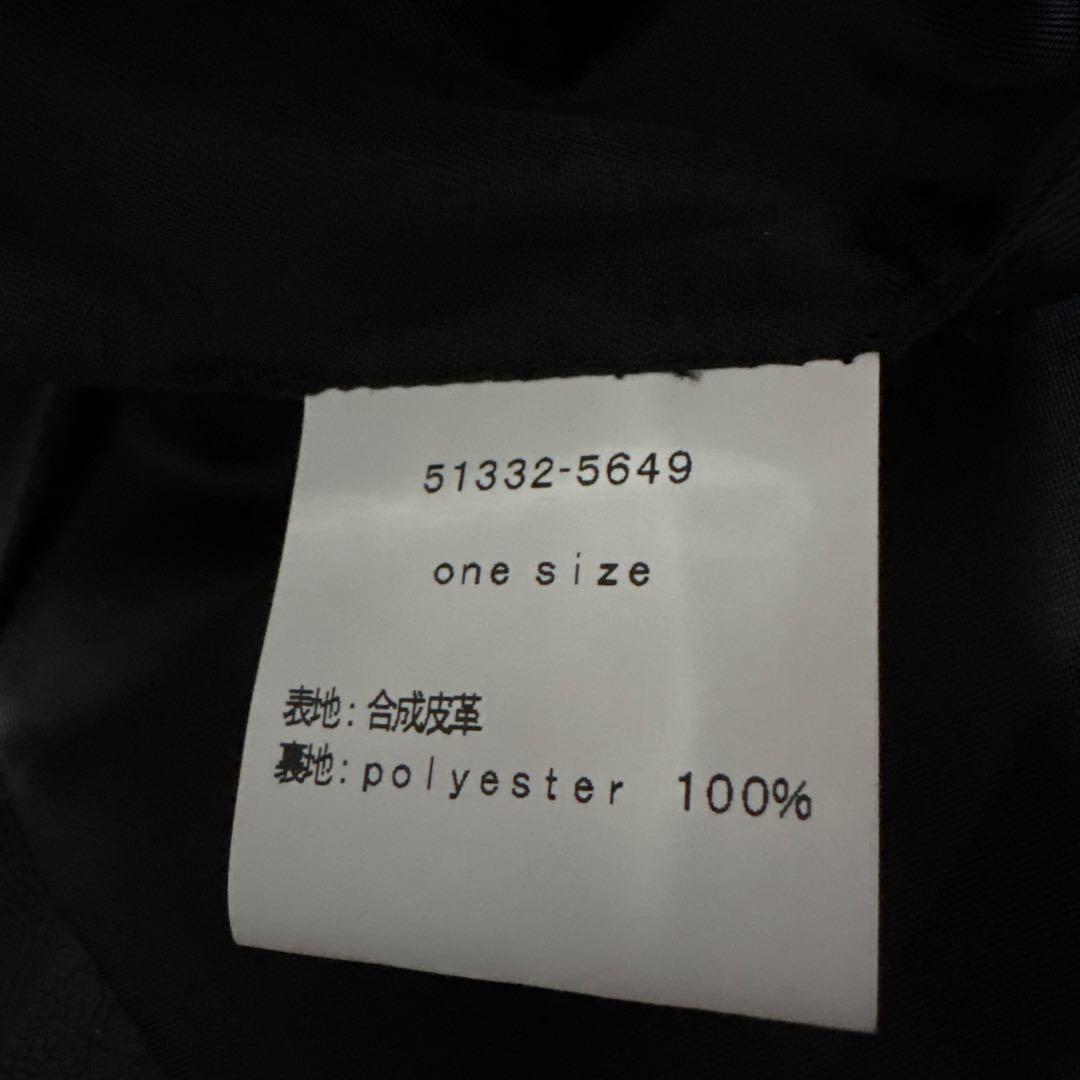 51332-5649
one size
表地:合成皮革
裏地:polyester 100%